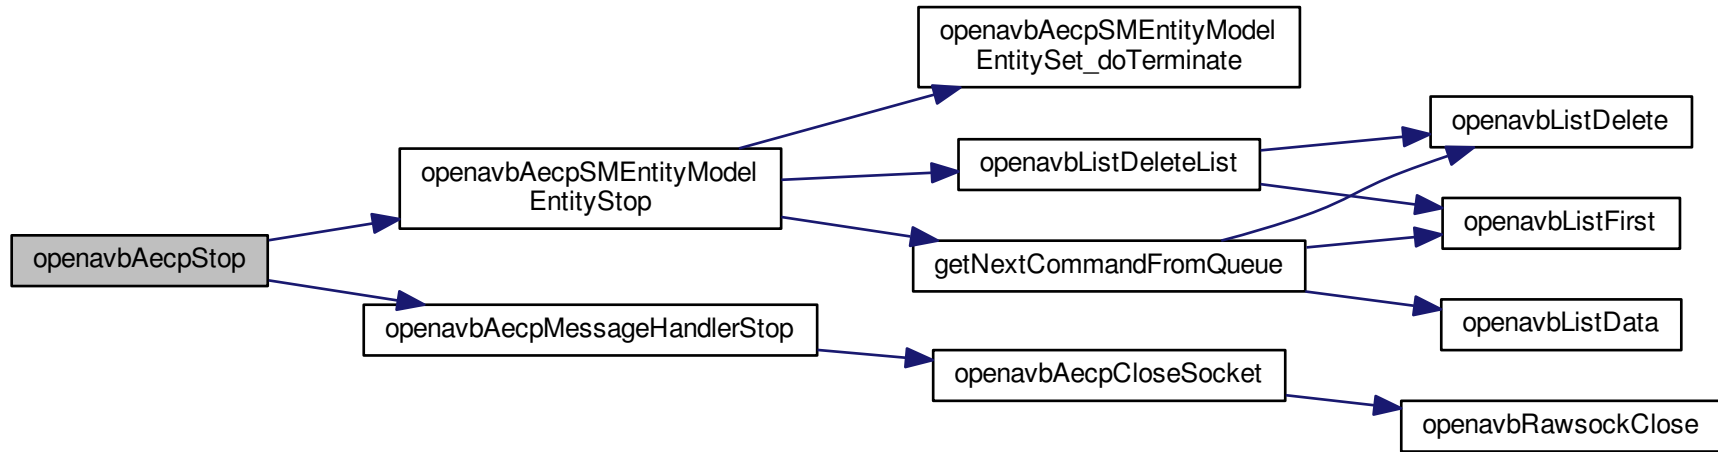 openavbAecpStop
openavbAecpSMEntityModel
EntityStop
openavbAecpMessageHandlerStop
openavbAecpSMEntityModel
EntitySet_doTerminate
openavbListDeleteList
getNextCommandFromQueue
openavbAecpCloseSocket
openavbListDelete
openavbListFirst
openavbListData
openavbRawsockClose